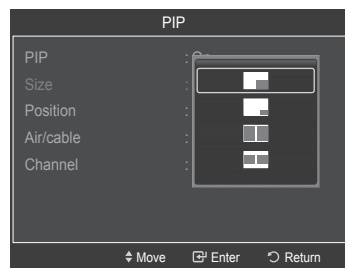 PIP
PIP :
Size :
Position :
Air/cable :
Channel :
Move Enter Return